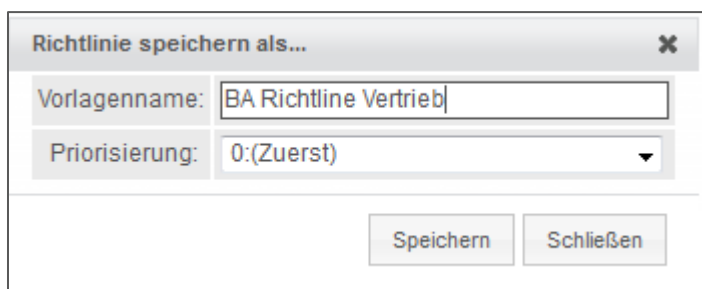 Richtlinie speichern als...
Vorlagenname: BA Richtline Vertrieb
Priorisierung: 0:(Zuerst)
Speichern Schließen